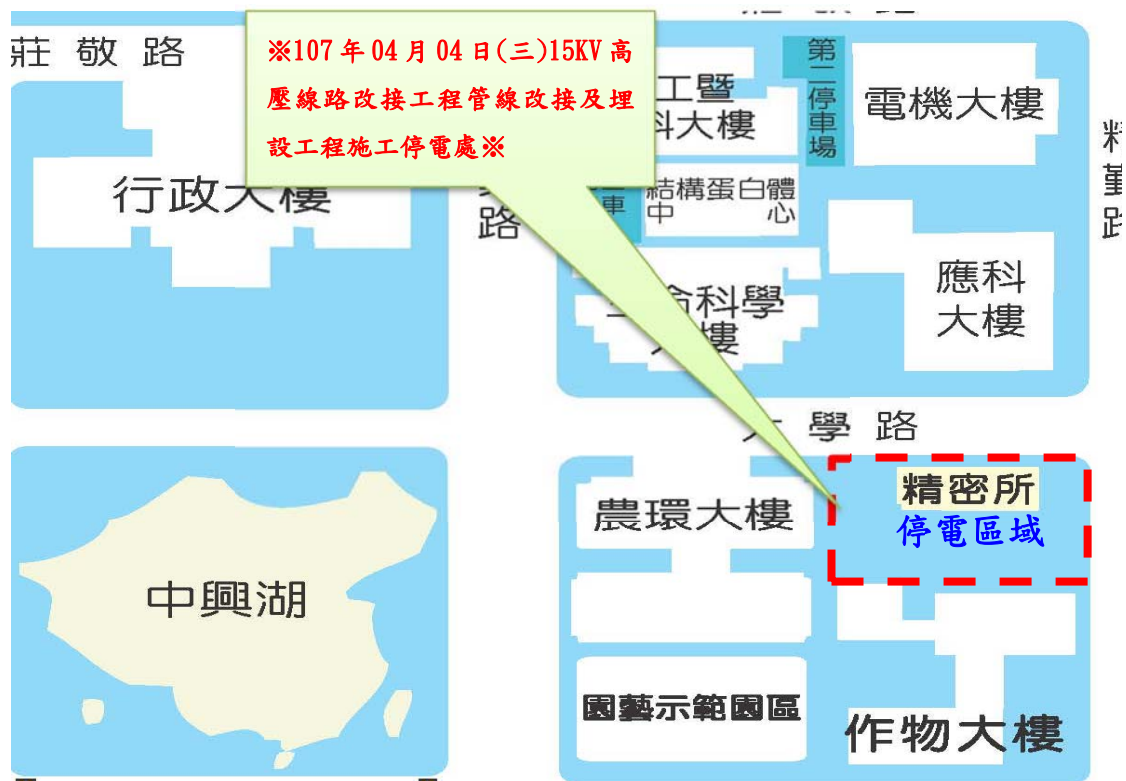 莊敬路
※107年04月04日(三)15KV高
壓線路改接工程管線改接及埋
設工程施工停電處※
工暨
科大樓
第二停車場
電機大樓
精勤路
行政大樓
路
車
結構蛋白體
中心
命科學
大樓
應科
大樓
學路
農環大樓
精密所
停電區域
中興湖
園藝示範園區
作物大樓